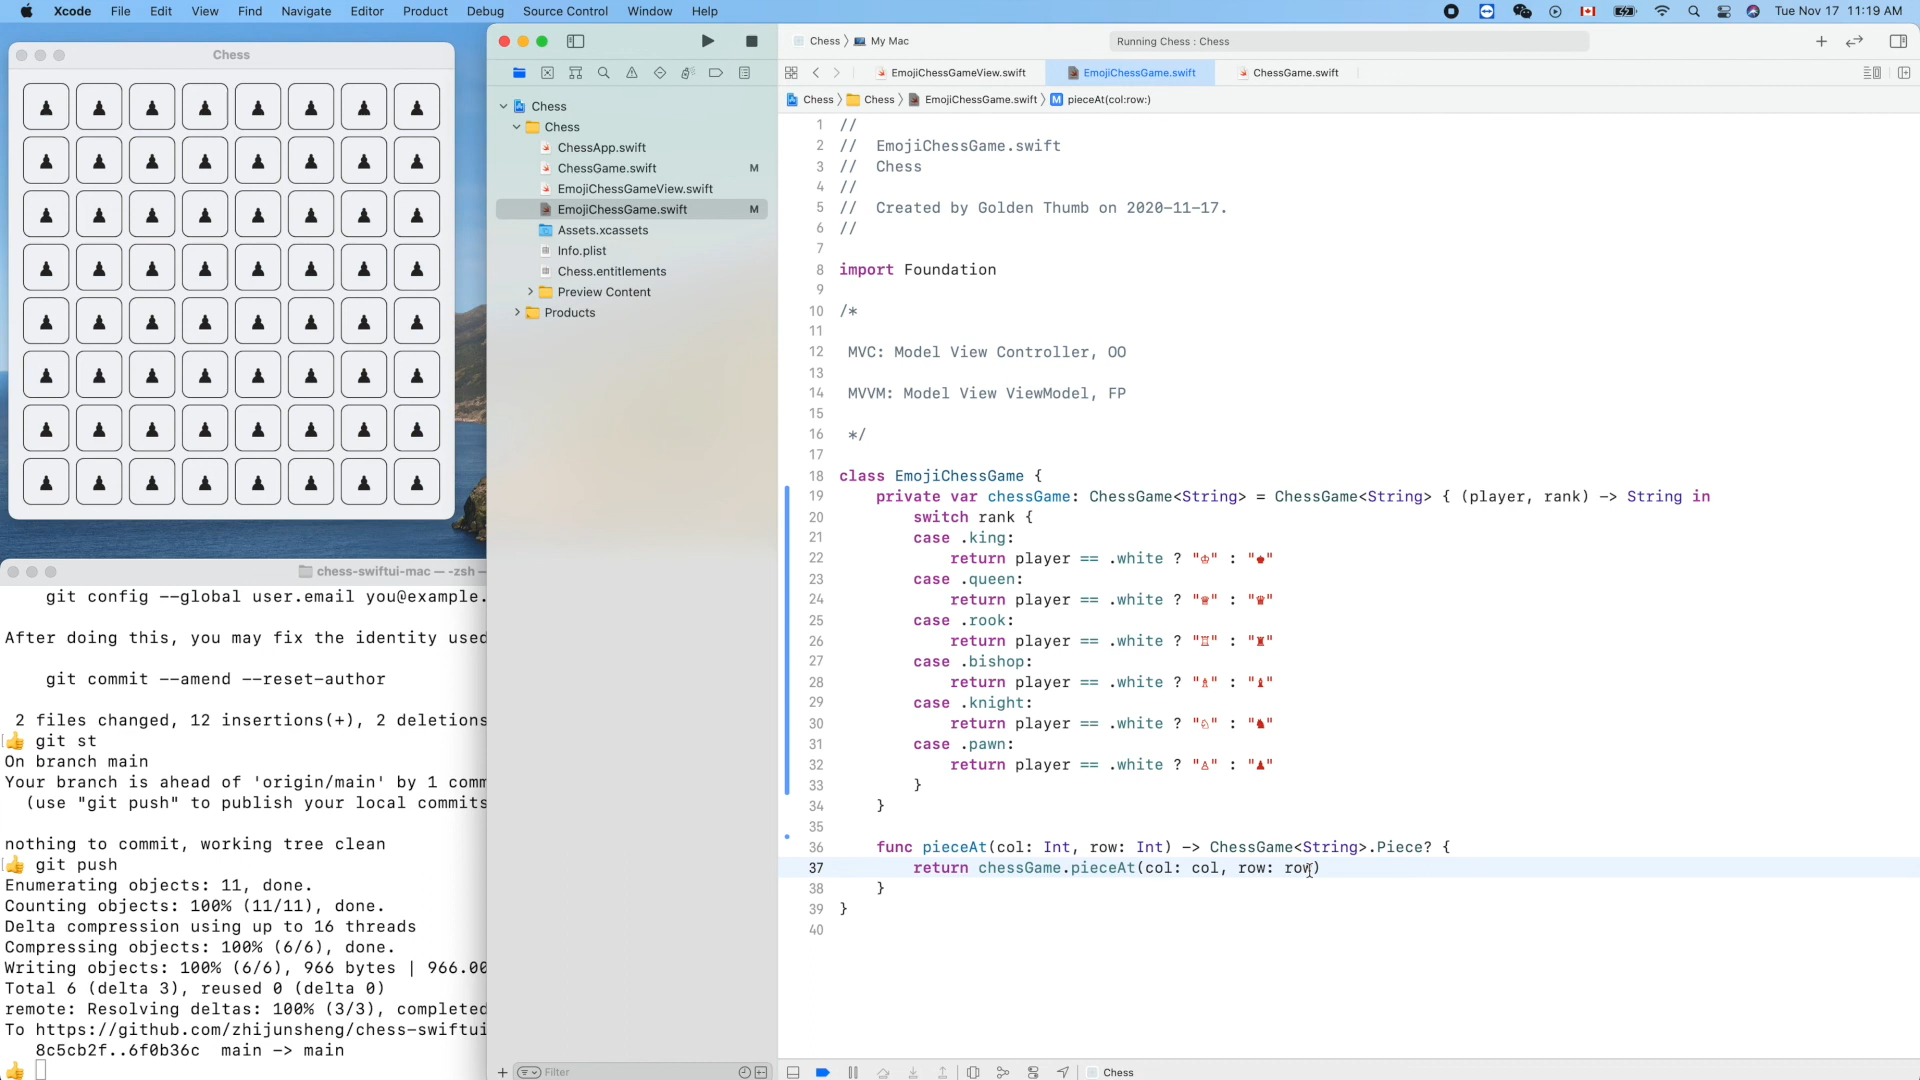 Xcode File Edit View Find Navigate Editor Product Debug Source Control Window Help
Tue Nov 17 11:19 AM
Chess
♟ ♟ ♟ ♟ ♟ ♟ ♟ ♟
♟ ♟ ♟ ♟ ♟ ♟ ♟ ♟
♟ ♟ ♟ ♟ ♟ ♟ ♟ ♟
♟ ♟ ♟ ♟ ♟ ♟ ♟ ♟
♟ ♟ ♟ ♟ ♟ ♟ ♟ ♟
♟ ♟ ♟ ♟ ♟ ♟ ♟ ♟
♟ ♟ ♟ ♟ ♟ ♟ ♟ ♟
♟ ♟ ♟ ♟ ♟ ♟ ♟ ♟
chess-swiftui-mac — -zsh —
git config --global user.email you@example.
After doing this, you may fix the identity used
git commit --amend --reset-author
2 files changed, 12 insertions(+), 2 deletions
👍 git st
On branch main
Your branch is ahead of 'origin/main' by 1 comm
(use "git push" to publish your local commits
nothing to commit, working tree clean
👍 git push
Enumerating objects: 11, done.
Counting objects: 100% (11/11), done.
Delta compression using up to 16 threads
Compressing objects: 100% (6/6), done.
Writing objects: 100% (6/6), 966 bytes | 966.00
Total 6 (delta 3), reused 0 (delta 0)
remote: Resolving deltas: 100% (3/3), completed
To https://github.com/zhijunsheng/chess-swiftui
8c5cb2f..6f0b36c main -> main
👍
Chess
Chess
ChessApp.swift
ChessGame.swift M
EmojiChessGameView.swift
EmojiChessGame.swift M
Assets.xcassets
Info.plist
Chess.entitlements
Preview Content
Products
Filter
Chess 〉 My Mac
Running Chess : Chess
EmojiChessGameView.swift
EmojiChessGame.swift
ChessGame.swift
Chess 〉 Chess 〉 EmojiChessGame.swift 〉 M pieceAt(col:row:)
1 //
2 // EmojiChessGame.swift
3 // Chess
4 //
5 // Created by Golden Thumb on 2020-11-17.
6 //
7
8 import Foundation
9
10 /*
11
12 MVC: Model View Controller, OO
13
14 MVVM: Model View ViewModel, FP
15
16 */
17
18 class EmojiChessGame {
19 private var chessGame: ChessGame<String> = ChessGame<String> { (player, rank) -> String in
20 switch rank {
21 case .king:
22 return player == .white ? "♔" : "♚"
23 case .queen:
24 return player == .white ? "♕" : "♛"
25 case .rook:
26 return player == .white ? "♖" : "♜"
27 case .bishop:
28 return player == .white ? "♗" : "♝"
29 case .knight:
30 return player == .white ? "♘" : "♞"
31 case .pawn:
32 return player == .white ? "♙" : "♟"
33 }
34 }
35
36 func pieceAt(col: Int, row: Int) -> ChessGame<String>.Piece? {
37 return chessGame.pieceAt(col: col, row: row)
38 }
39 }
40
Chess